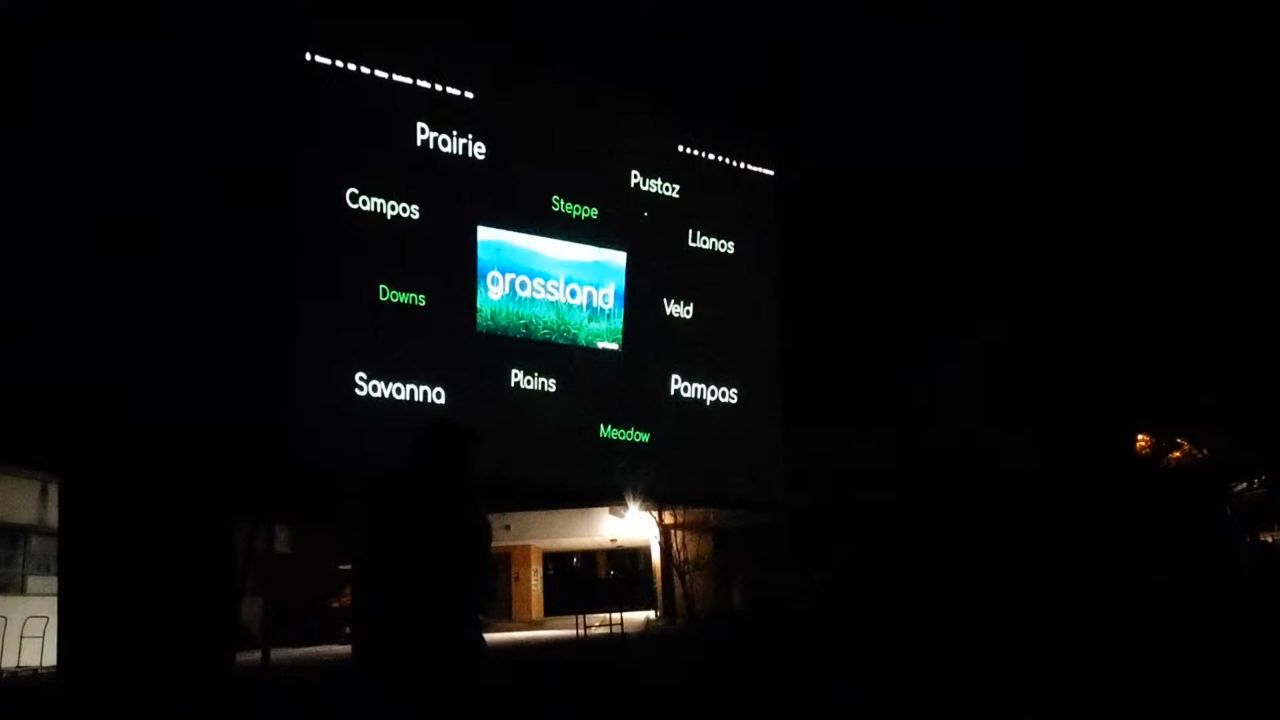 Prairie
Pustaz
Campos
Steppe
Llanos
grassland
Downs
Veld
Savanna
Plains
Pampas
Meadow